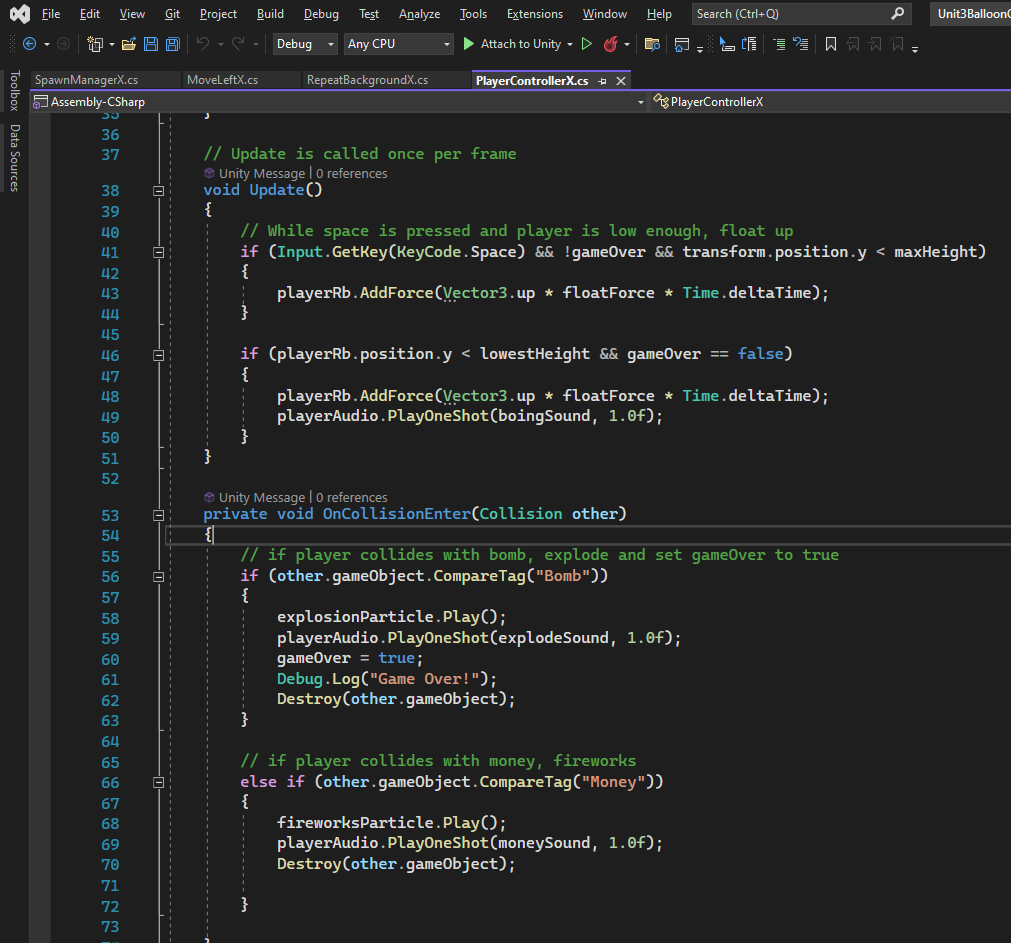 File Edit View Git Project Build Debug Test Analyze Tools Extensions Window Help Search (Ctrl+Q) Unit3Balloon
Debug Any CPU Attach to Unity
SpawnManagerX.cs MoveLeftX.cs RepeatBackgroundX.cs PlayerControllerX.cs
Toolbox
Data Sources
Assembly-CSharp PlayerControllerX
35 }
36
37 // Update is called once per frame
Unity Message | 0 references
38 void Update()
39 {
40 // While space is pressed and player is low enough, float up
41 if (Input.GetKey(KeyCode.Space) && !gameOver && transform.position.y < maxHeight)
42 {
43 playerRb.AddForce(Vector3.up * floatForce * Time.deltaTime);
44 }
45
46 if (playerRb.position.y < lowestHeight && gameOver == false)
47 {
48 playerRb.AddForce(Vector3.up * floatForce * Time.deltaTime);
49 playerAudio.PlayOneShot(boingSound, 1.0f);
50 }
51 }
52
Unity Message | 0 references
53 private void OnCollisionEnter(Collision other)
54 {
55 // if player collides with bomb, explode and set gameOver to true
56 if (other.gameObject.CompareTag("Bomb"))
57 {
58 explosionParticle.Play();
59 playerAudio.PlayOneShot(explodeSound, 1.0f);
60 gameOver = true;
61 Debug.Log("Game Over!");
62 Destroy(other.gameObject);
63 }
64
65 // if player collides with money, fireworks
66 else if (other.gameObject.CompareTag("Money"))
67 {
68 fireworksParticle.Play();
69 playerAudio.PlayOneShot(moneySound, 1.0f);
70 Destroy(other.gameObject);
71
72 }
73